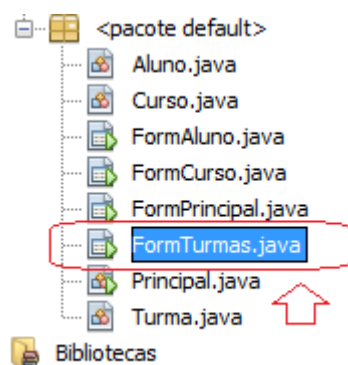 <pacote default>
Aluno.java
Curso.java
FormAluno.java
FormCurso.java
FormPrincipal.java
FormTurmas.java
Principal.java
Turma.java
Bibliotecas